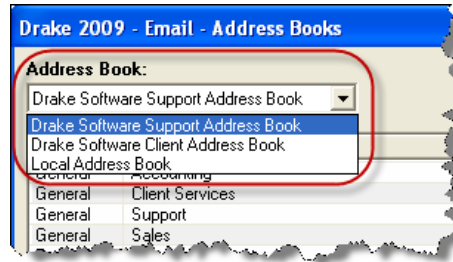 Drake 2009 - Email - Address Books
Address Book:
Drake Software Support Address Book
Drake Software Support Address Book
Drake Software Client Address Book
Local Address Book
General Accounting
General Client Services
General Support
General Sales